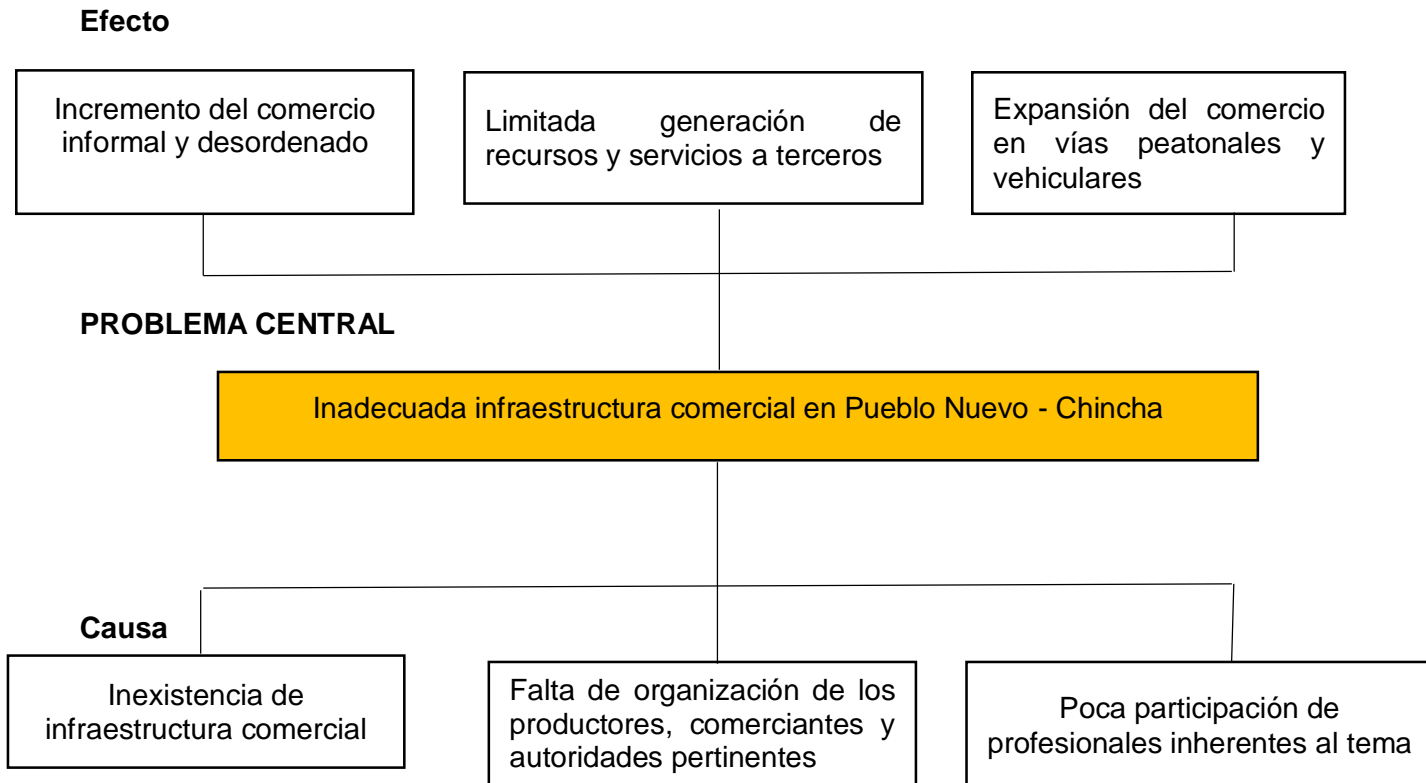 Efecto
Incremento del comercio
informal y desordenado
Limitada generación de
recursos y servicios a terceros
Expansión del comercio
en vías peatonales y
vehiculares
PROBLEMA CENTRAL
Inadecuada infraestructura comercial en Pueblo Nuevo - Chincha
Causa
Inexistencia de
infraestructura comercial
Falta de organización de los
productores, comerciantes y
autoridades pertinentes
Poca participación de
profesionales inherentes al tema